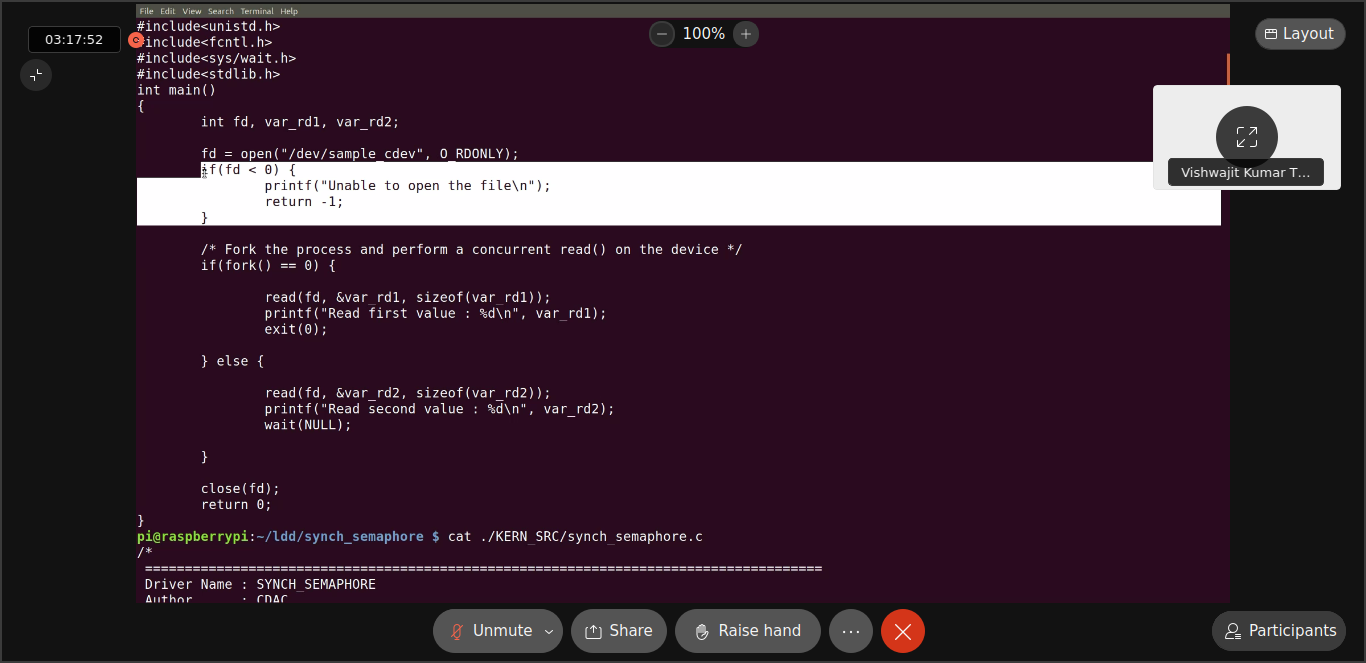 File Edit View Search Terminal Help
#include<unistd.h>
#include<fcntl.h>
#include<sys/wait.h>
#include<stdlib.h>
int main()
{
int fd, var_rd1, var_rd2;
fd = open("/dev/sample_cdev", O_RDONLY);
if(fd < 0) {
printf("Unable to open the file\n");
return -1;
}
/* Fork the process and perform a concurrent read() on the device */
if(fork() == 0) {
read(fd, &var_rd1, sizeof(var_rd1));
printf("Read first value : %d\n", var_rd1);
exit(0);
} else {
read(fd, &var_rd2, sizeof(var_rd2));
printf("Read second value : %d\n", var_rd2);
wait(NULL);
}
close(fd);
return 0;
}
pi@raspberrypi:~/ldd/synch_semaphore $ cat ./KERN_SRC/synch_semaphore.c
/*
=====================================================================================
Driver Name : SYNCH_SEMAPHORE
Author : CDAC
03:17:52
100%
Layout
Vishwajit Kumar T...
Unmute
Share
Raise hand
Participants